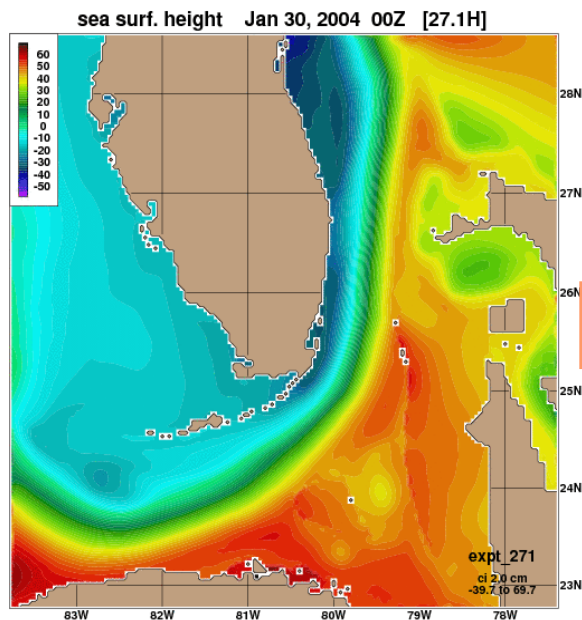 sea surf. height Jan 30, 2004 00Z [27.1H]
60
50
40
30
20
10
0
-10
-20
-30
-40
-50
28N
27N
26N
25N
24N
23N
expt_271
ci 2.0 cm
-39.7 to 69.7
83W 82W 81W 80W 79W 78W